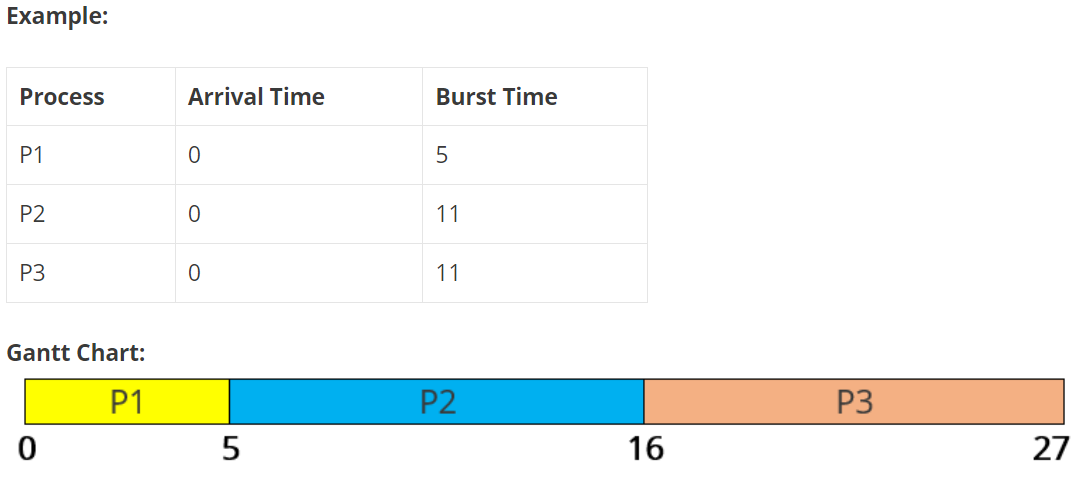 Example:
Process Arrival Time Burst Time
P1 0 5
P2 0 11
P3 0 11
Gantt Chart:
P1 P2 P3
0 5 16 27